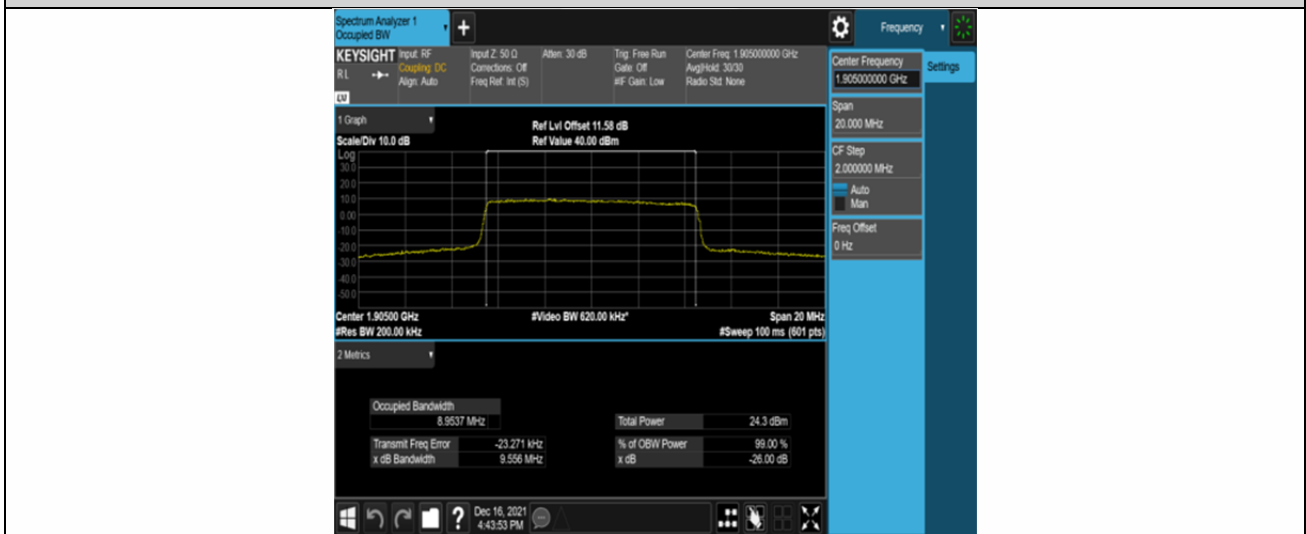 Spectrum Analyzer 1
Occupied BW
+
Frequency
KEYSIGHT Input: RF Input Z: 50 Ω Atten: 30 dB Trig: Free Run Center Freq: 1.905000000 GHz
R L Coupling: DC Corrections: Off Gate: Off Avg|Hold: 30/30
Align: Auto Freq Ref: Int (S) #IF Gain: Low Radio Std: None
LXI
Center Frequency
1.905000000 GHz
Settings
Span
20.000 MHz
CF Step
2.000000 MHz
Auto
Man
Freq Offset
0 Hz
1 Graph
Ref Lvl Offset 11.58 dB
Scale/Div 10.0 dB Ref Value 40.00 dBm
Log
30.0
20.0
10.0
0.00
-10.0
-20.0
-30.0
-40.0
-50.0
Center 1.90500 GHz #Video BW 620.00 kHz* Span 20 MHz
#Res BW 200.00 kHz #Sweep 100 ms (601 pts)
2 Metrics
Occupied Bandwidth
8.9537 MHz Total Power 24.3 dBm
Transmit Freq Error -23.271 kHz % of OBW Power 99.00 %
x dB Bandwidth 9.556 MHz x dB -26.00 dB
? Dec 16, 2021
4:43:53 PM